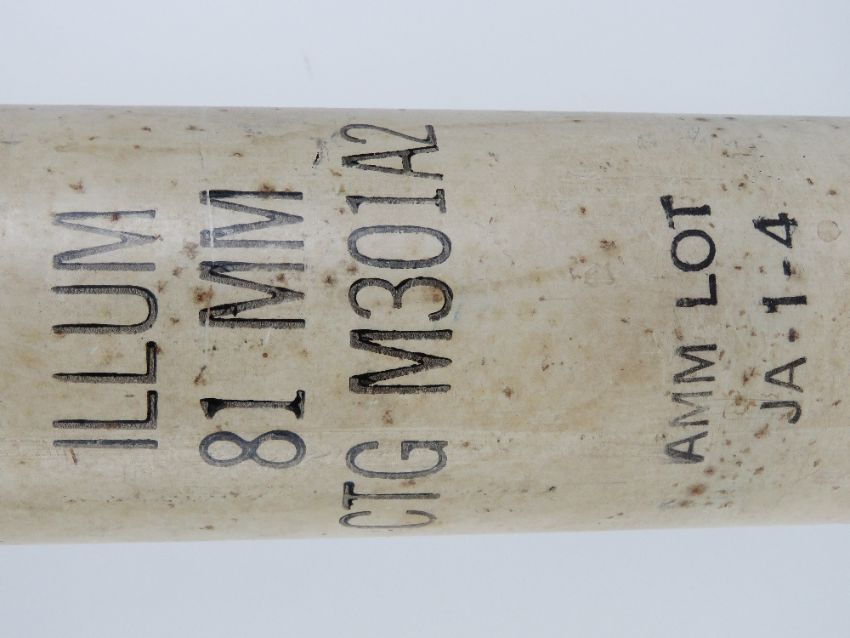 ILLUM
81 MM
CTG M301A2
AMM LOT
JA-1-4